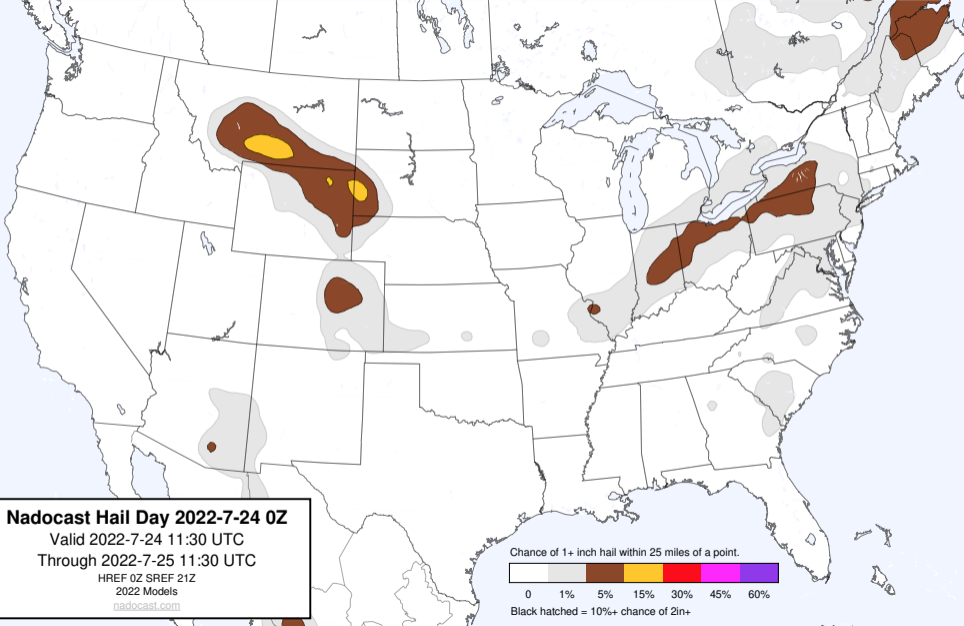 Nadocast Hail Day 2022-7-24 0Z
Valid 2022-7-24 11:30 UTC
Through 2022-7-25 11:30 UTC
HREF 0Z SREF 21Z
2022 Models
nadocast.com
Chance of 1+ inch hail within 25 miles of a point.
0 1% 5% 15% 30% 45% 60%
Black hatched = 10%+ chance of 2in+